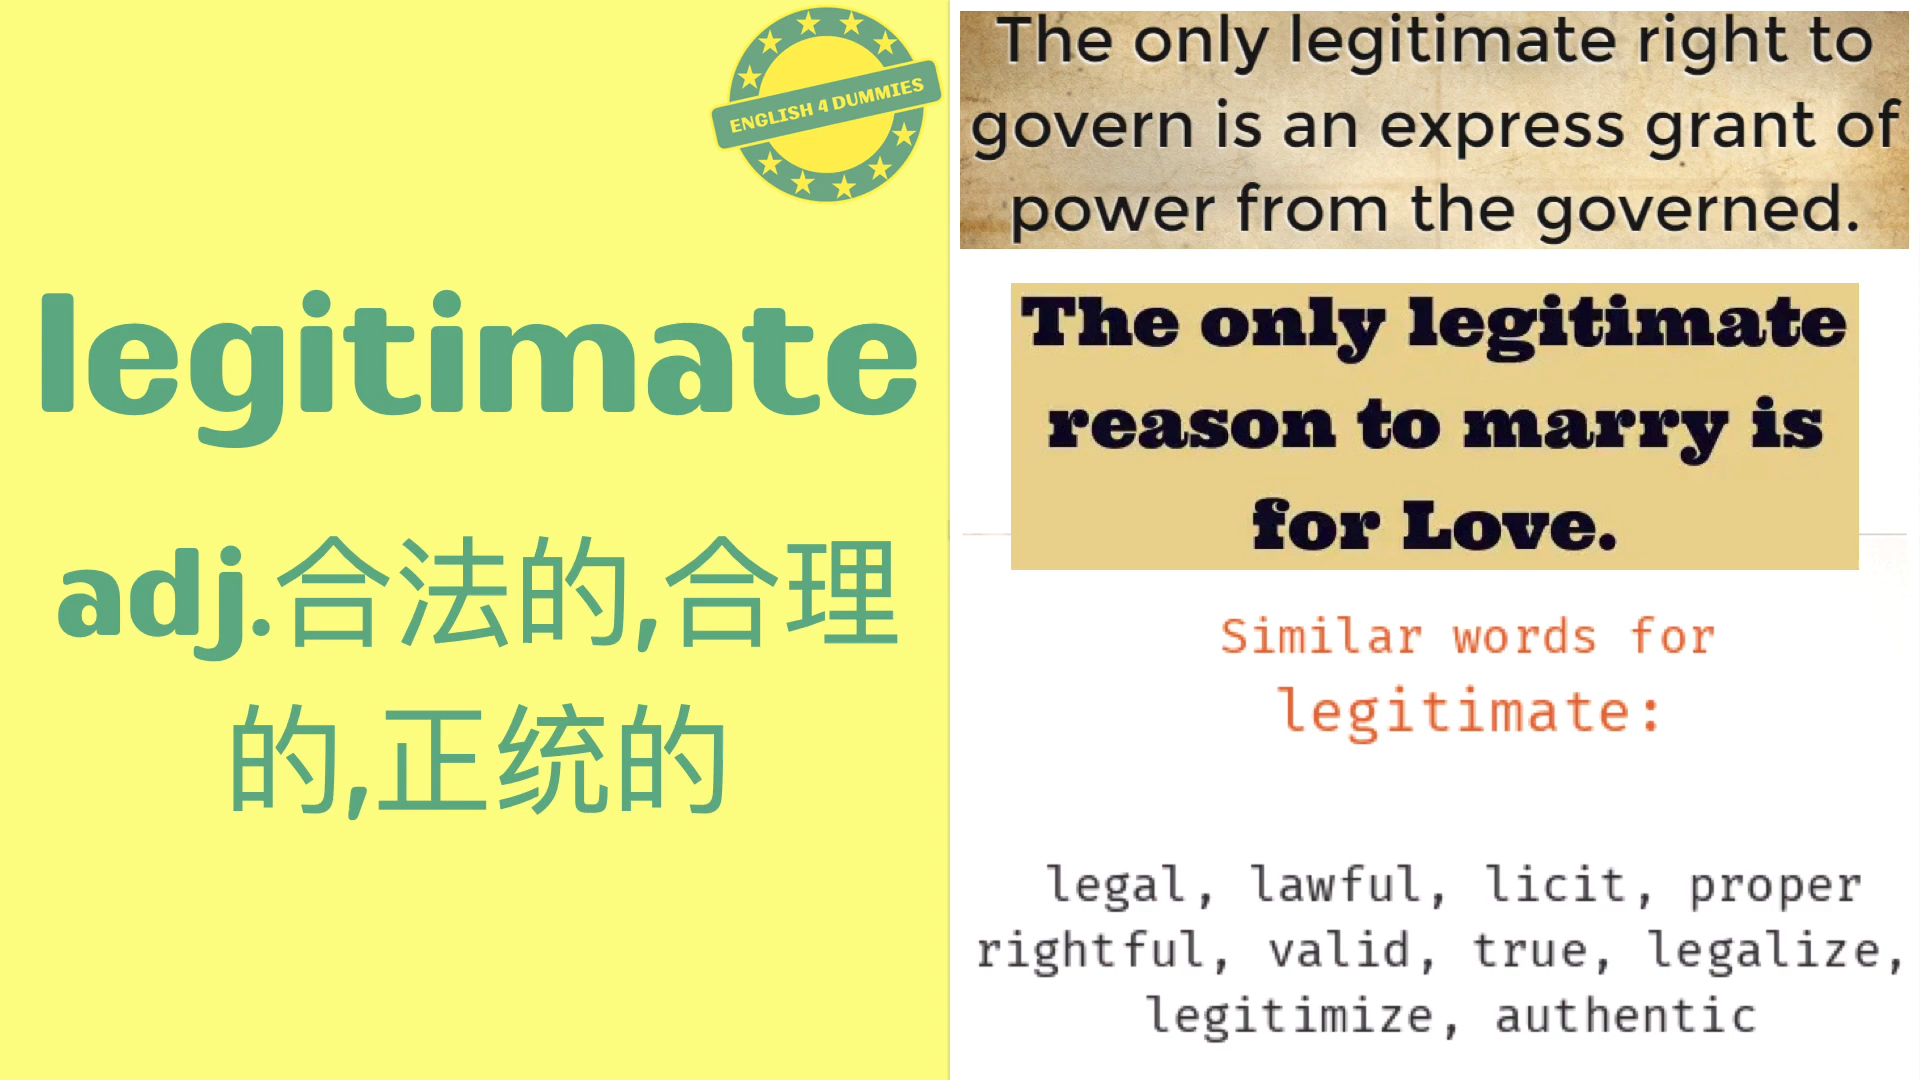 ENGLISH 4 DUMMIES
legitimate
adj.合法的,合理
的,正统的
The only legitimate right to
govern is an express grant of
power from the governed.
The only legitimate
reason to marry is
for Love.
Similar words for
legitimate:
legal, lawful, licit, proper
rightful, valid, true, legalize,
legitimize, authentic